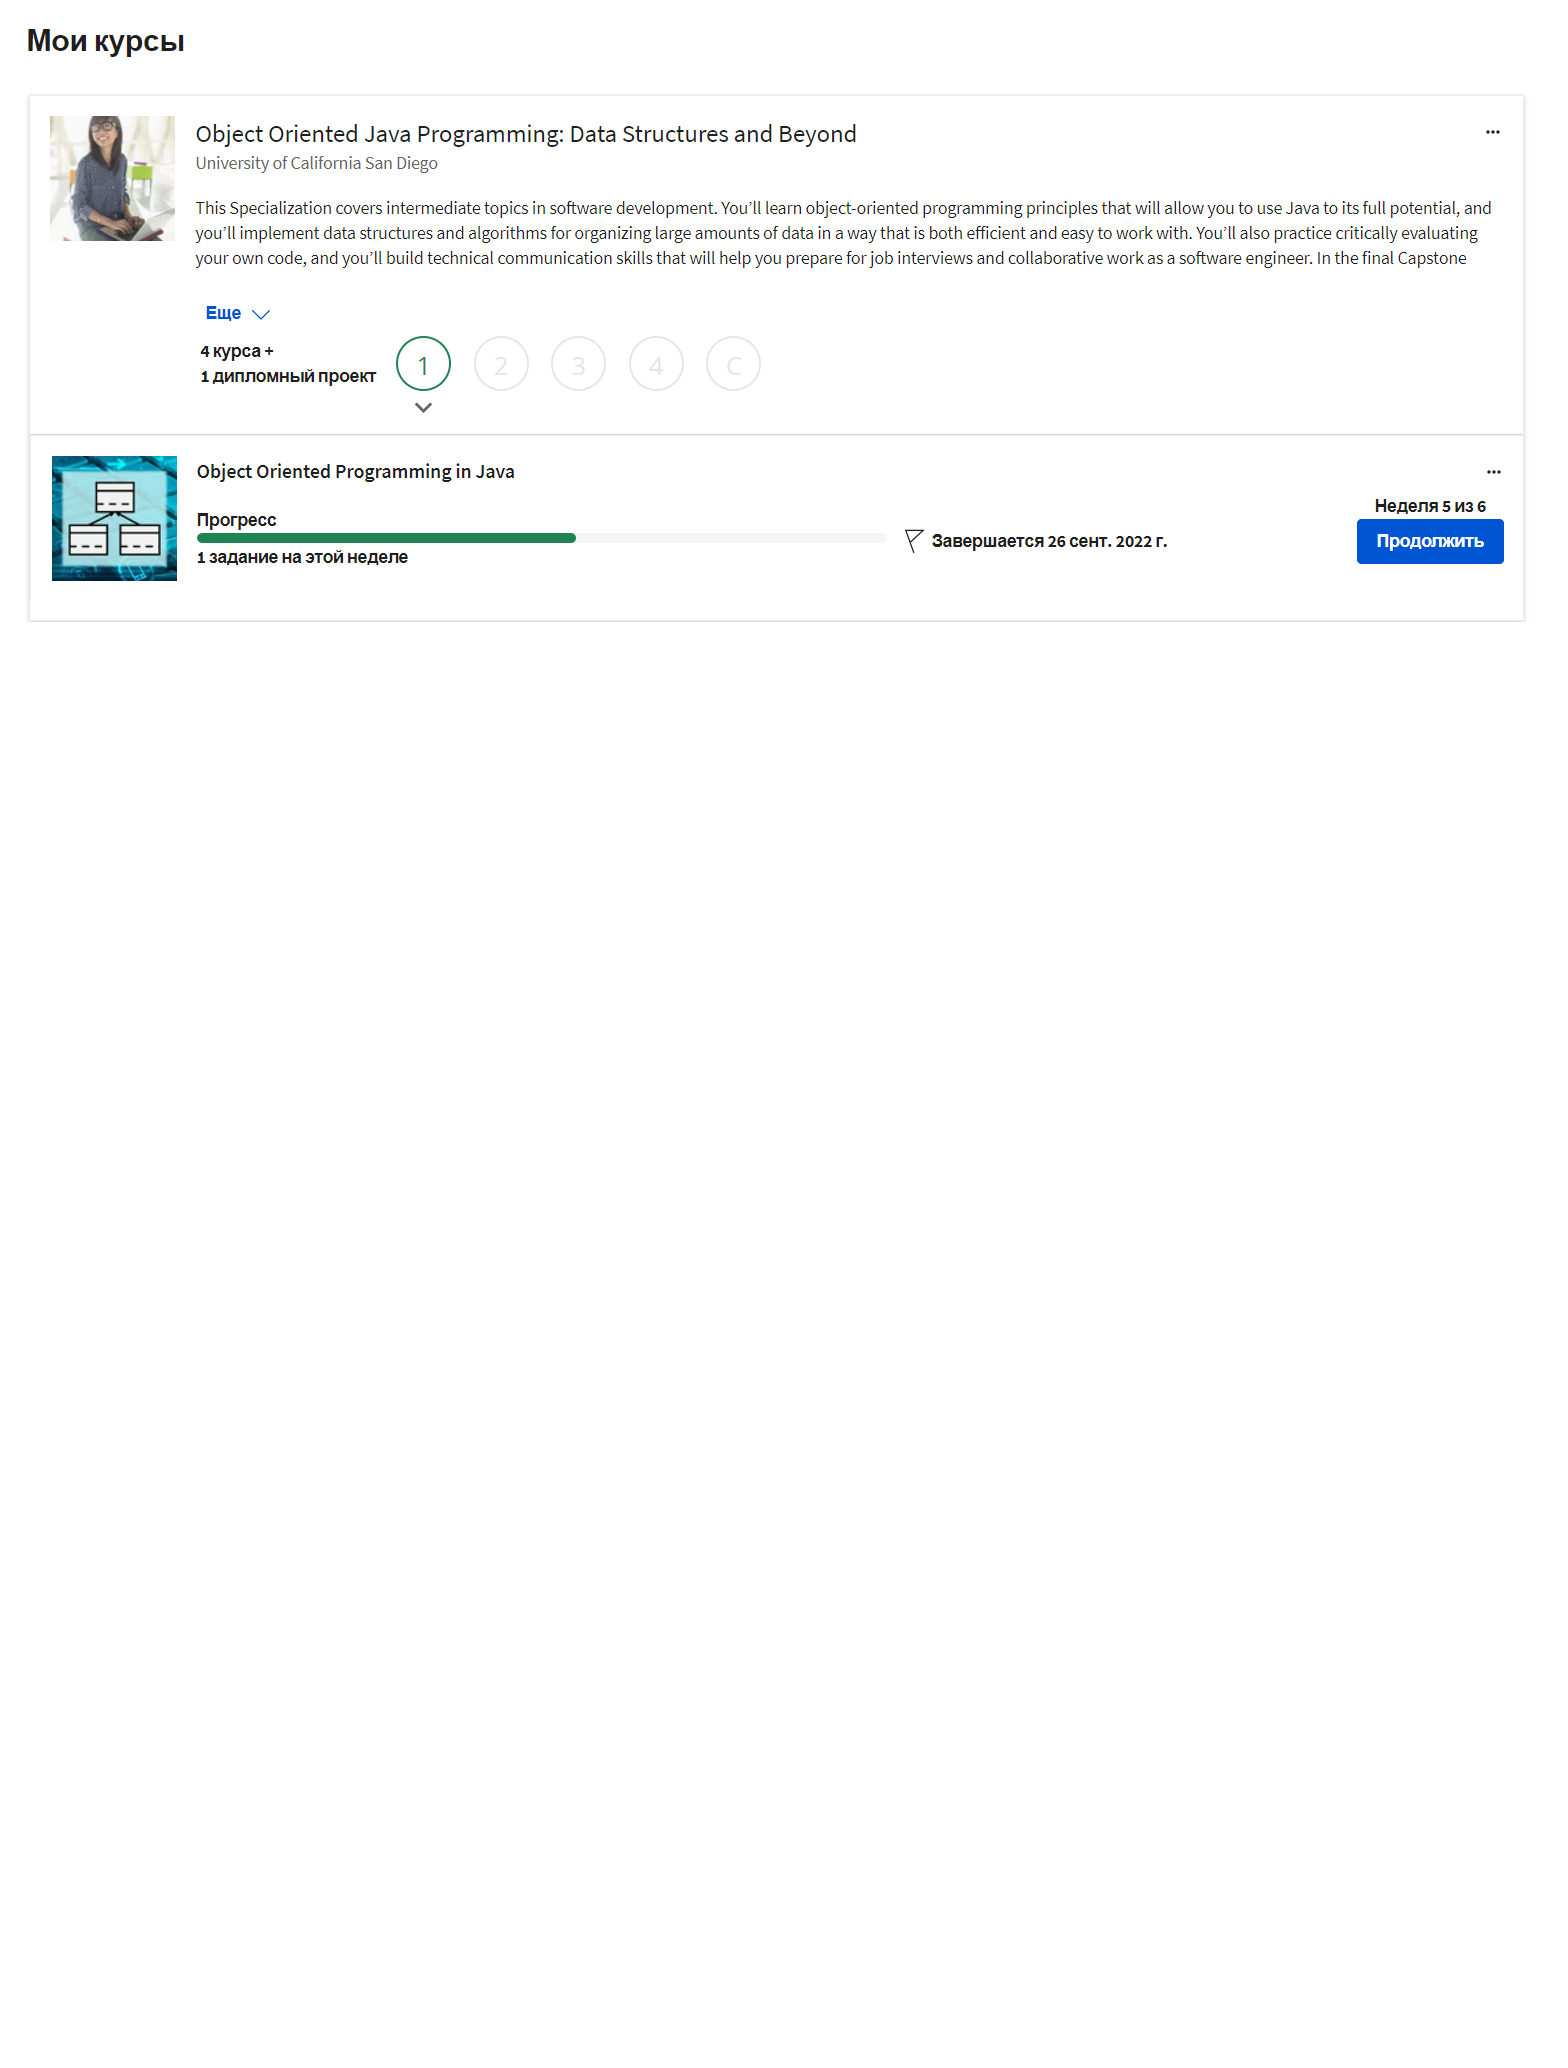 Мои курсы
Object Oriented Java Programming: Data Structures and Beyond
University of California San Diego
This Specialization covers intermediate topics in software development. You’ll learn object-oriented programming principles that will allow you to use Java to its full potential, and
you’ll implement data structures and algorithms for organizing large amounts of data in a way that is both efficient and easy to work with. You’ll also practice critically evaluating
your own code, and you’ll build technical communication skills that will help you prepare for job interviews and collaborative work as a software engineer. In the final Capstone
Еще
4 курса +
1 дипломный проект
1 2 3 4 C
Object Oriented Programming in Java
Неделя 5 из 6
Прогресс
Завершается 26 сент. 2022 г.
Продолжить
1 задание на этой неделе